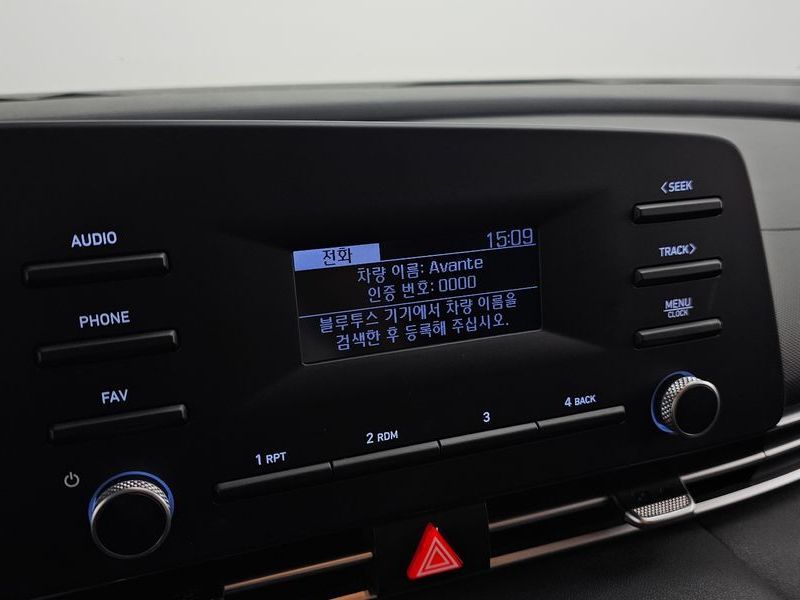 AUDIO
PHONE
FAV
전화 15:09
차량 이름: Avante
인증 번호: 0000
블루투스 기기에서 차량 이름을
검색한 후 등록해 주십시오.
<SEEK
TRACK>
MENU
CLOCK
1 RPT
2 RDM
3
4 BACK